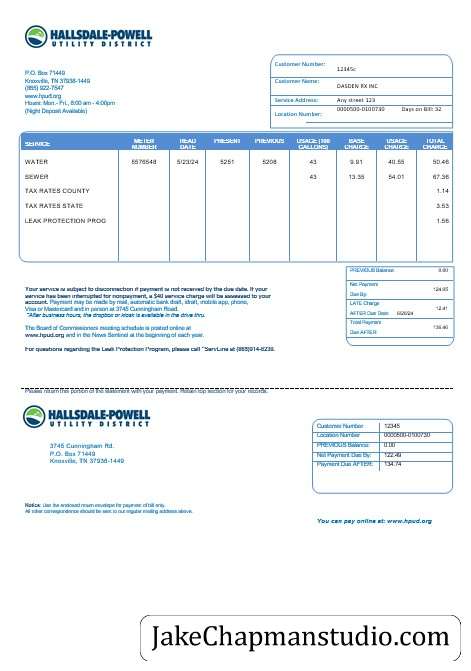 HALLSDALE-POWELL
UTILITY DISTRICT
P.O. Box 71449
Knoxville, TN 37938-1449
(865) 922-7547
www.hpud.org
Hours: Mon - Fri., 8:00 am - 4:00pm
(Night Deposit Available)
Customer Number: 12345c
Customer Name: DASDEN RX INC
Service Address: Any street 123
Location Number: 0000500-0100730 Days on Bill: 32
SERVICE METER NUMBER READ DATE PRESENT PREVIOUS USAGE (100 GALLONS) BASE CHARGE USAGE CHARGE TOTAL CHARGE
WATER 5576548 5/23/24 5251 5208 43 9.91 40.55 50.46
SEWER 43 13.35 54.01 67.36
TAX RATES COUNTY 1.14
TAX RATES STATE 3.53
LEAK PROTECTION PROG
PREVIOUS Balance 0.00
Net Payment
Due By:
LATE Charge
AFTER Due Date: 12.41
Total Payment
Due AFTER:
Your service is subject to disconnection if payment is not received by the due date. If your
service has been interrupted for nonpayment, a $40 service charge will be assessed to your
account. Payment may be made by mail, automatic bank draft, draft, mobile app, phone,
Visa or Mastercard and in person at 3745 Cunningham Road.
*After business hours, the dropbox or kiosk is available in the drive thru.
The Board of Commissioners meeting schedule is posted online at
www.hpud.org and in the News Sentinel at the beginning of each year.
For questions regarding the Leak Protection Program, please call "ServLine at (865)914-8239.
Please return this portion of the statement with your payment. Retain top section for your records.
HALLSDALE-POWELL
UTILITY DISTRICT
3745 Cunningham Rd.
P.O. Box 71449
Knoxville, TN 37938-1449
Customer Number 12345
Location Number 0000500-0100730
PREVIOUS Balance: 0.00
Net Payment Due By: 122.49
Payment Due AFTER: 134.74
Notice: Use the enclosed return envelope for payment of bill only.
All other correspondence should be sent to our regular mailing address above.
You can pay online at: www.hpud.org
JakeChapmanstudio.com